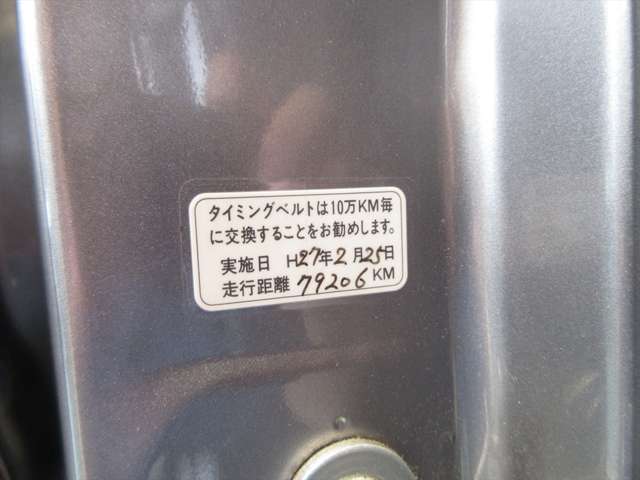 タイミングベルトは10万KM毎
に交換することをお勧めします。
実施日 H27年2月25日
走行距離 79206KM